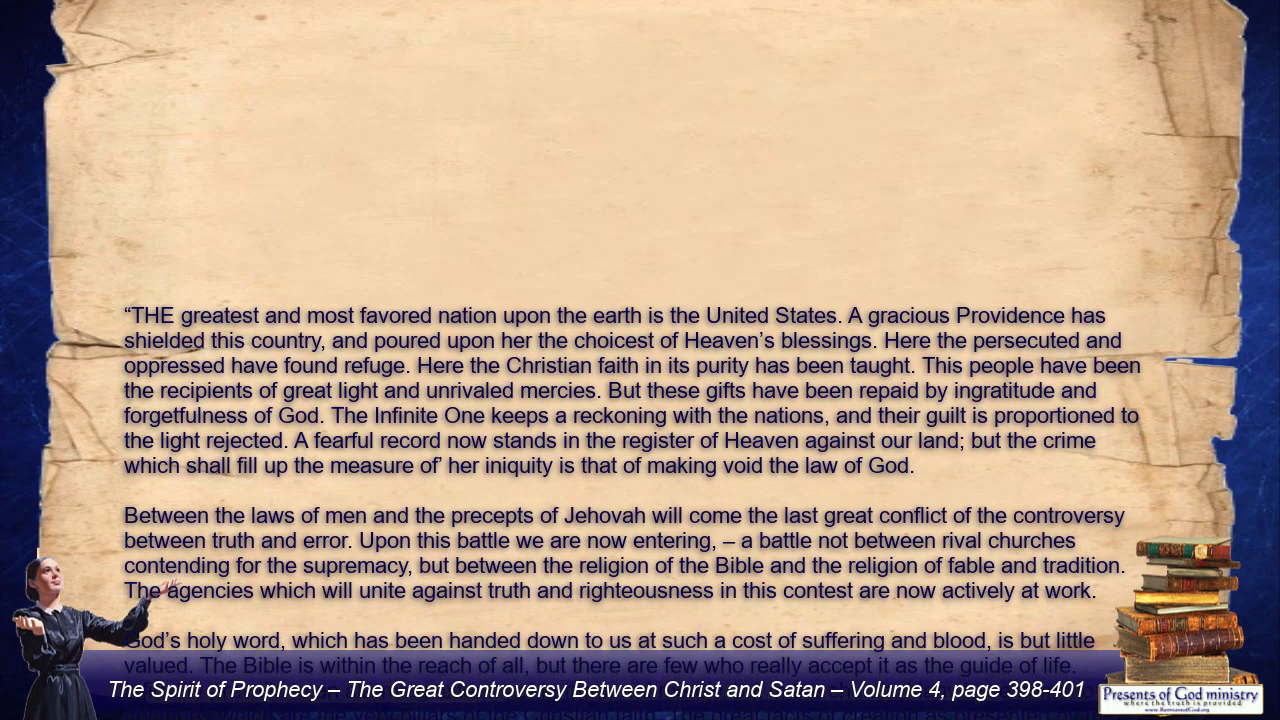 “THE greatest and most favored nation upon the earth is the United States. A gracious Providence has
shielded this country, and poured upon her the choicest of Heaven’s blessings. Here the persecuted and
oppressed have found refuge. Here the Christian faith in its purity has been taught. This people have been
the recipients of great light and unrivaled mercies. But these gifts have been repaid by ingratitude and
forgetfulness of God. The Infinite One keeps a reckoning with the nations, and their guilt is proportioned to
the light rejected. A fearful record now stands in the register of Heaven against our land; but the crime
which shall fill up the measure of’ her iniquity is that of making void the law of God.
Between the laws of men and the precepts of Jehovah will come the last great conflict of the controversy
between truth and error. Upon this battle we are now entering, – a battle not between rival churches
contending for the supremacy, but between the religion of the Bible and the religion of fable and tradition.
The agencies which will unite against truth and righteousness in this contest are now actively at work.
God’s holy word, which has been handed down to us at such a cost of suffering and blood, is but little
valued. The Bible is within the reach of all, but there are few who really accept it as the guide of life.
The Spirit of Prophecy – The Great Controversy Between Christ and Satan – Volume 4, page 398-401
Presents of God ministry
where the truth is provided
www.RemnantofGod.org